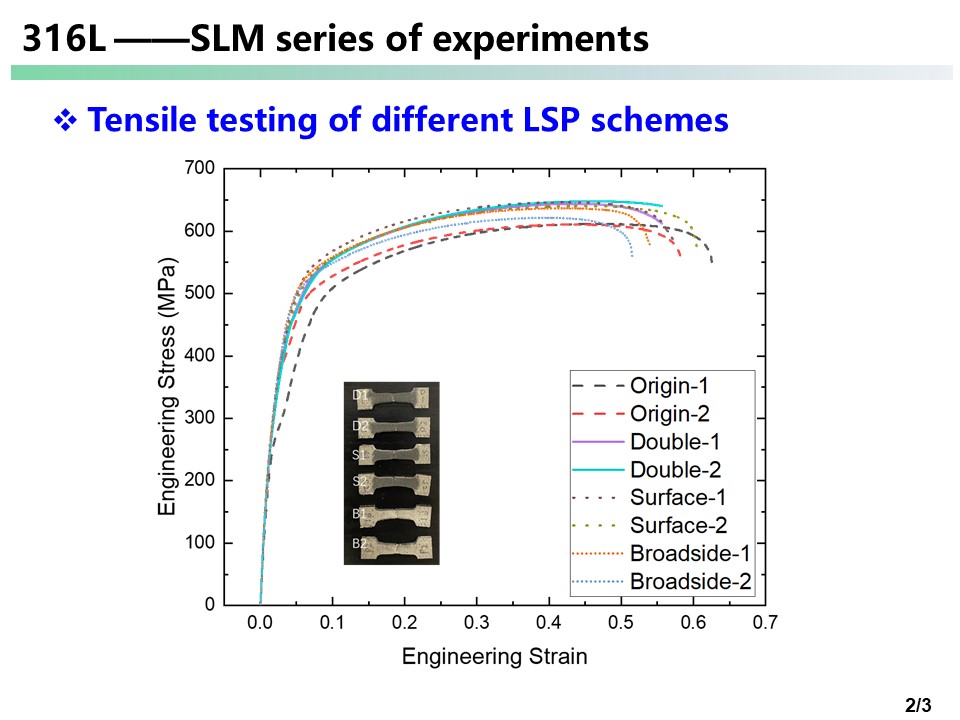 316L ——SLM series of experiments
❖ Tensile testing of different LSP schemes
700
600
500
400
300
200
100
0
Engineering Stress (MPa)
D1
D2
S1
S2
B1
B2
Origin-1
Origin-2
Double-1
Double-2
Surface-1
Surface-2
Broadside-1
Broadside-2
0.0 0.1 0.2 0.3 0.4 0.5 0.6 0.7
Engineering Strain
2/3